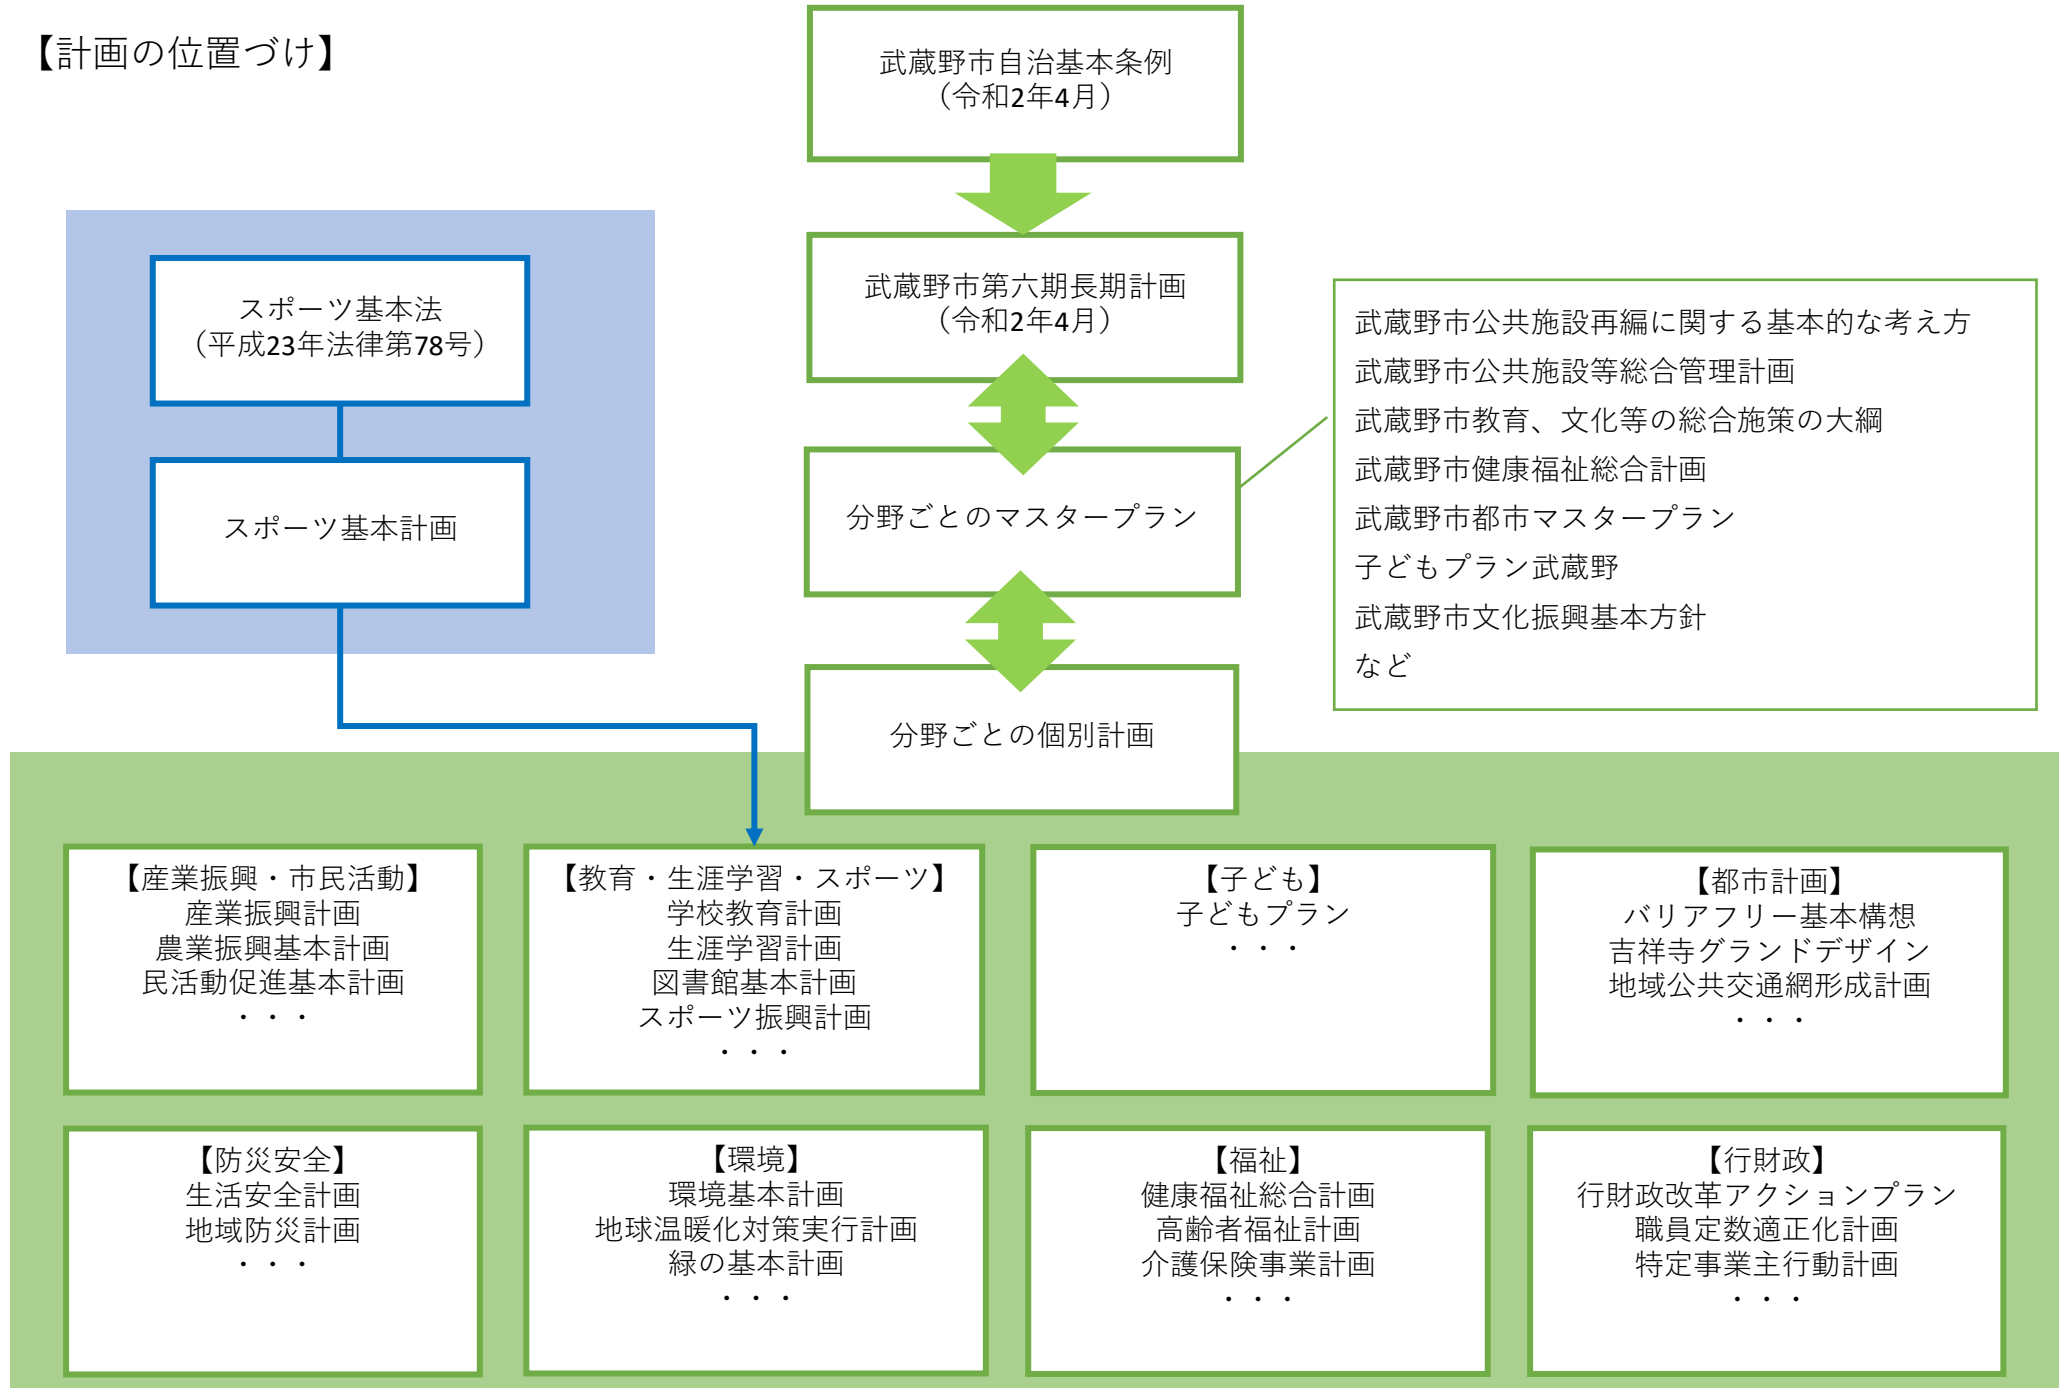 【計画の位置づけ】
武蔵野市自治基本条例
（令和2年4月）
武蔵野市第六期長期計画
（令和2年4月）
スポーツ基本法
（平成23年法律第78号）
スポーツ基本計画
分野ごとのマスタープラン
武蔵野市公共施設再編に関する基本的な考え方
武蔵野市公共施設等総合管理計画
武蔵野市教育、文化等の総合施策の大綱
武蔵野市健康福祉総合計画
武蔵野市都市マスタープラン
子どもプラン武蔵野
武蔵野市文化振興基本方針
など
分野ごとの個別計画
【産業振興・市民活動】
産業振興計画
農業振興基本計画
民活動促進基本計画
・・・
【教育・生涯学習・スポーツ】
学校教育計画
生涯学習計画
図書館基本計画
スポーツ振興計画
・・・
【子ども】
子どもプラン
・・・
【都市計画】
バリアフリー基本構想
吉祥寺グランドデザイン
地域公共交通網形成計画
・・・
【防災安全】
生活安全計画
地域防災計画
・・・
【環境】
環境基本計画
地球温暖化対策実行計画
緑の基本計画
・・・
【福祉】
健康福祉総合計画
高齢者福祉計画
介護保険事業計画
・・・
【行財政】
行財政改革アクションプラン
職員定数適正化計画
特定事業主行動計画
・・・